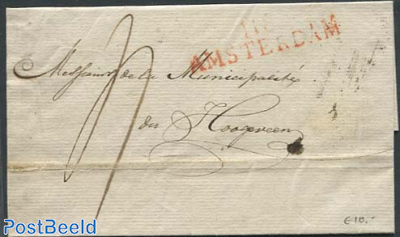 118
AMSTERDAM
Messieurs de la Municipalité
de Hoogeveen
€10,-
PostBeeld